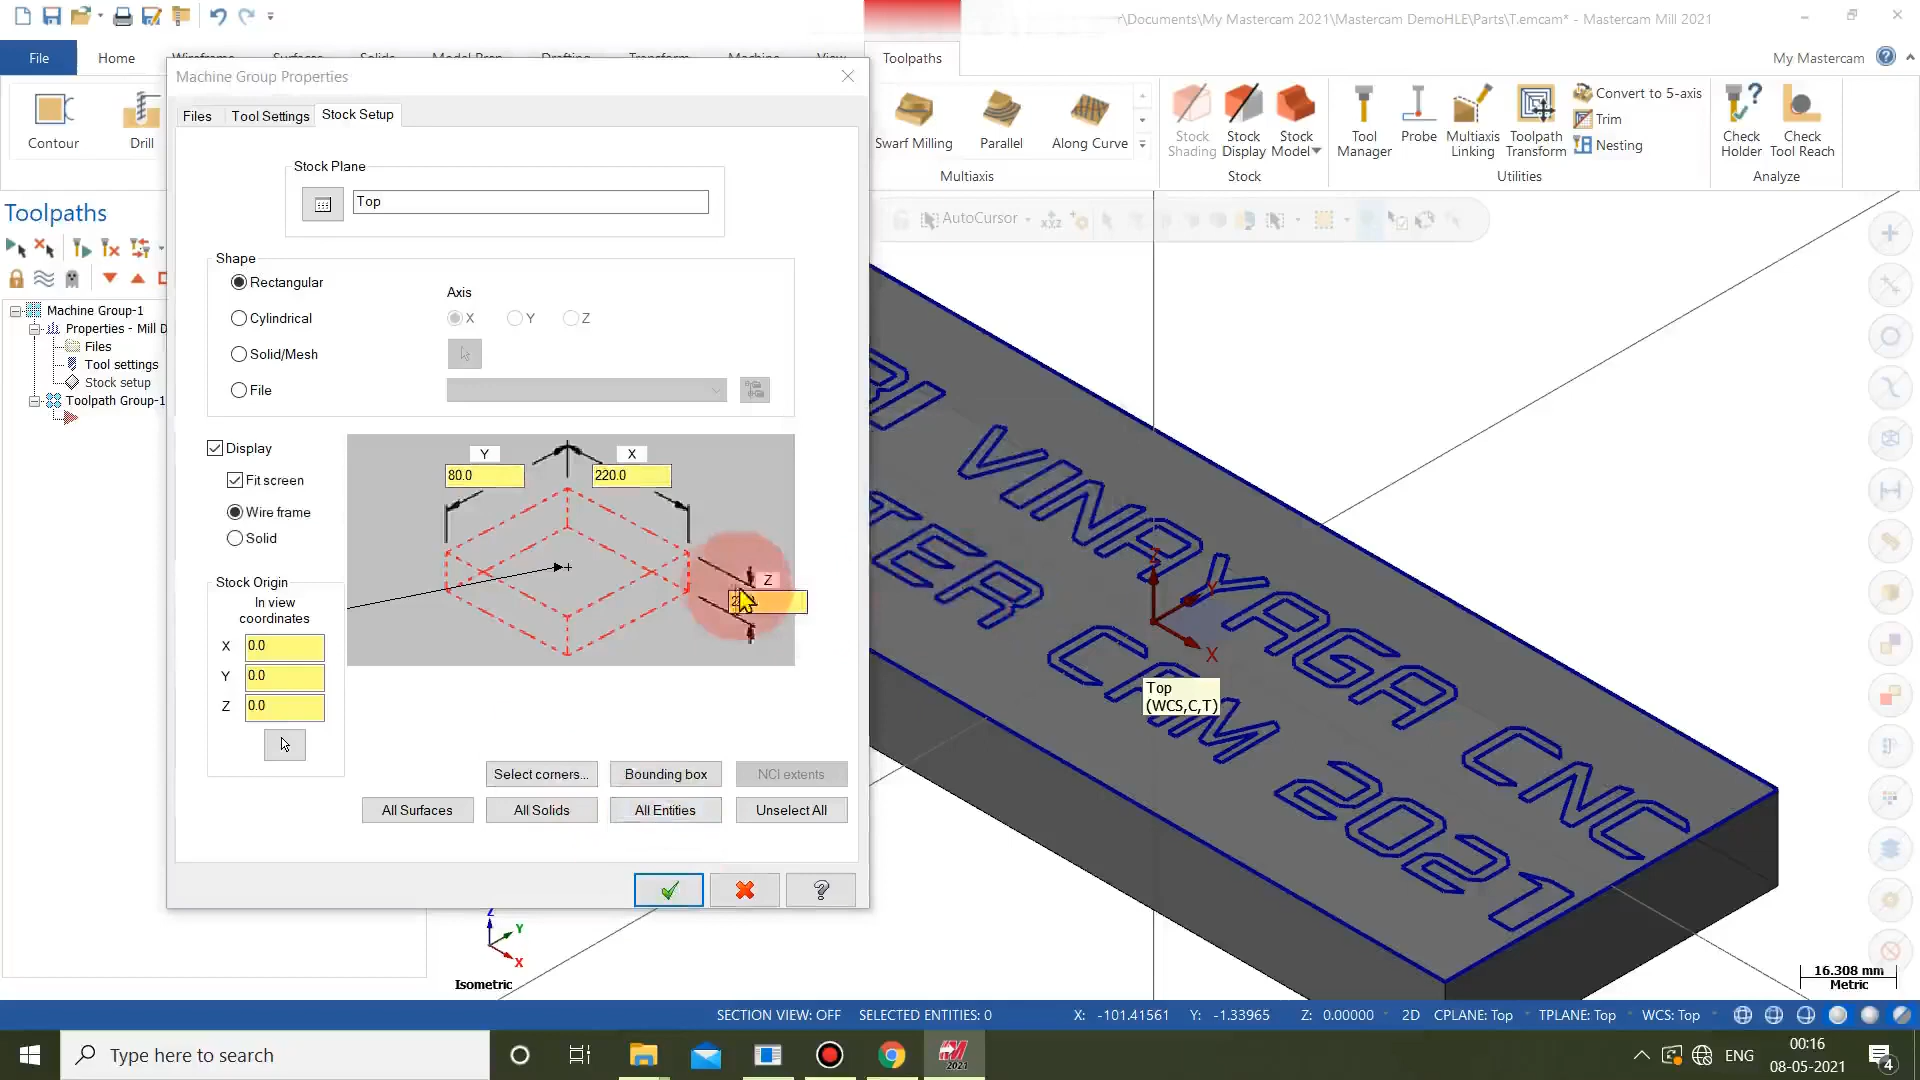 r\Documents\My Mastercam 2021\Mastercam DemoHLE\Parts\T.emcam* - Mastercam Mill 2021
File
Home
Toolpaths
My Mastercam
Machine Group Properties
Files
Tool Settings
Stock Setup
Contour
Drill
Swarf Milling
Parallel
Along Curve
Multiaxis
Stock Shading
Stock Display
Stock Model
Stock
Tool Manager
Probe
Multiaxis Linking
Toolpath Transform
Convert to 5-axis
Trim
Nesting
Utilities
Check Holder
Check Tool Reach
Analyze
AutoCursor
Toolpaths
Machine Group-1
Properties - Mill D
Files
Tool settings
Stock setup
Toolpath Group-1
Stock Plane
Top
Shape
Rectangular
Cylindrical
Solid/Mesh
File
Axis
X
Y
Z
Display
Fit screen
Wire frame
Solid
Y
80.0
X
220.0
Z
Stock Origin
In view
coordinates
X 0.0
Y 0.0
Z 0.0
Select corners...
Bounding box
NCI extents
All Surfaces
All Solids
All Entities
Unselect All
RI VINAYAGA CNC
TER CAM 2021
Z
Y
X
Top
(WCS,C,T)
Z
Y
X
Isometric
16.308 mm
Metric
SECTION VIEW: OFF
SELECTED ENTITIES: 0
X: -101.41561
Y: -1.33965
Z: 0.00000
2D
CPLANE: Top
TPLANE: Top
WCS: Top
Type here to search
2021
ENG
00:16
08-05-2021
4